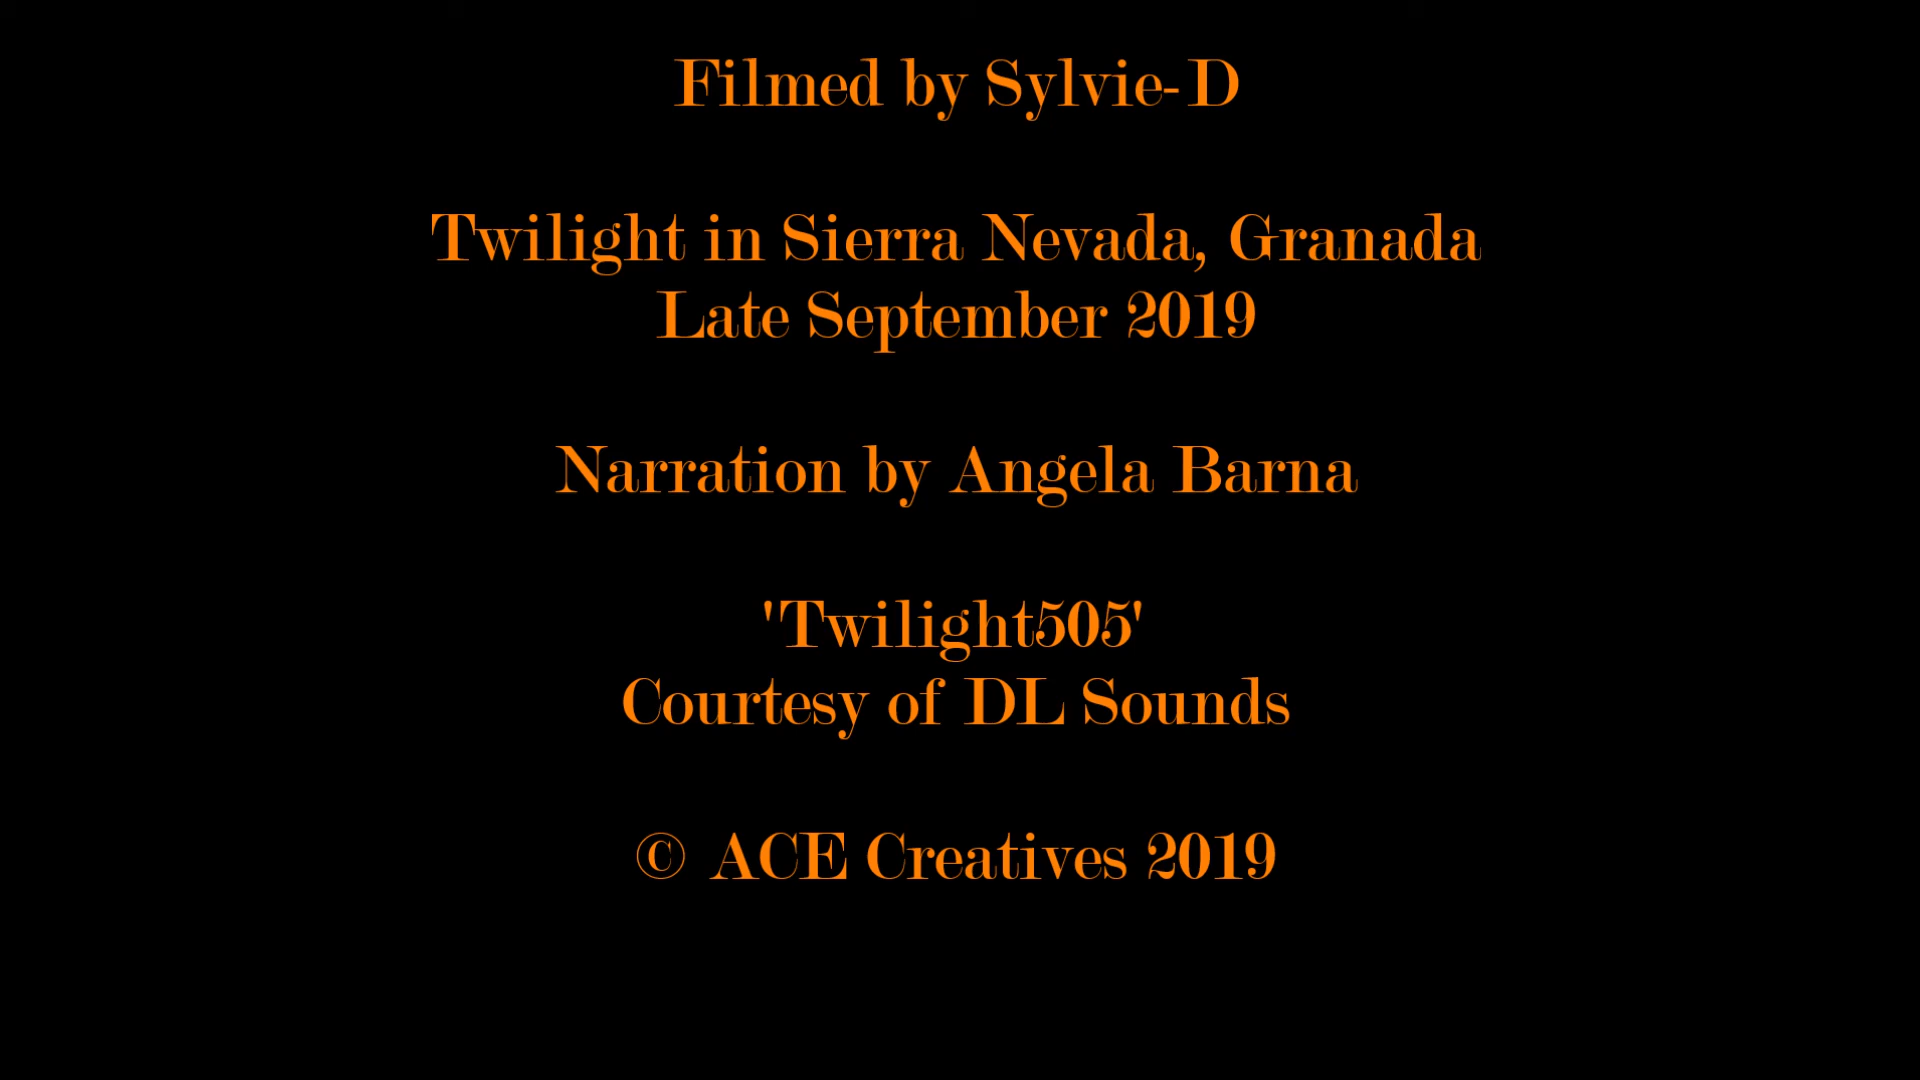 Filmed by Sylvie-D
Twilight in Sierra Nevada, Granada
Late September 2019
Narration by Angela Barna
'Twilight505'
Courtesy of DL Sounds
© ACE Creatives 2019